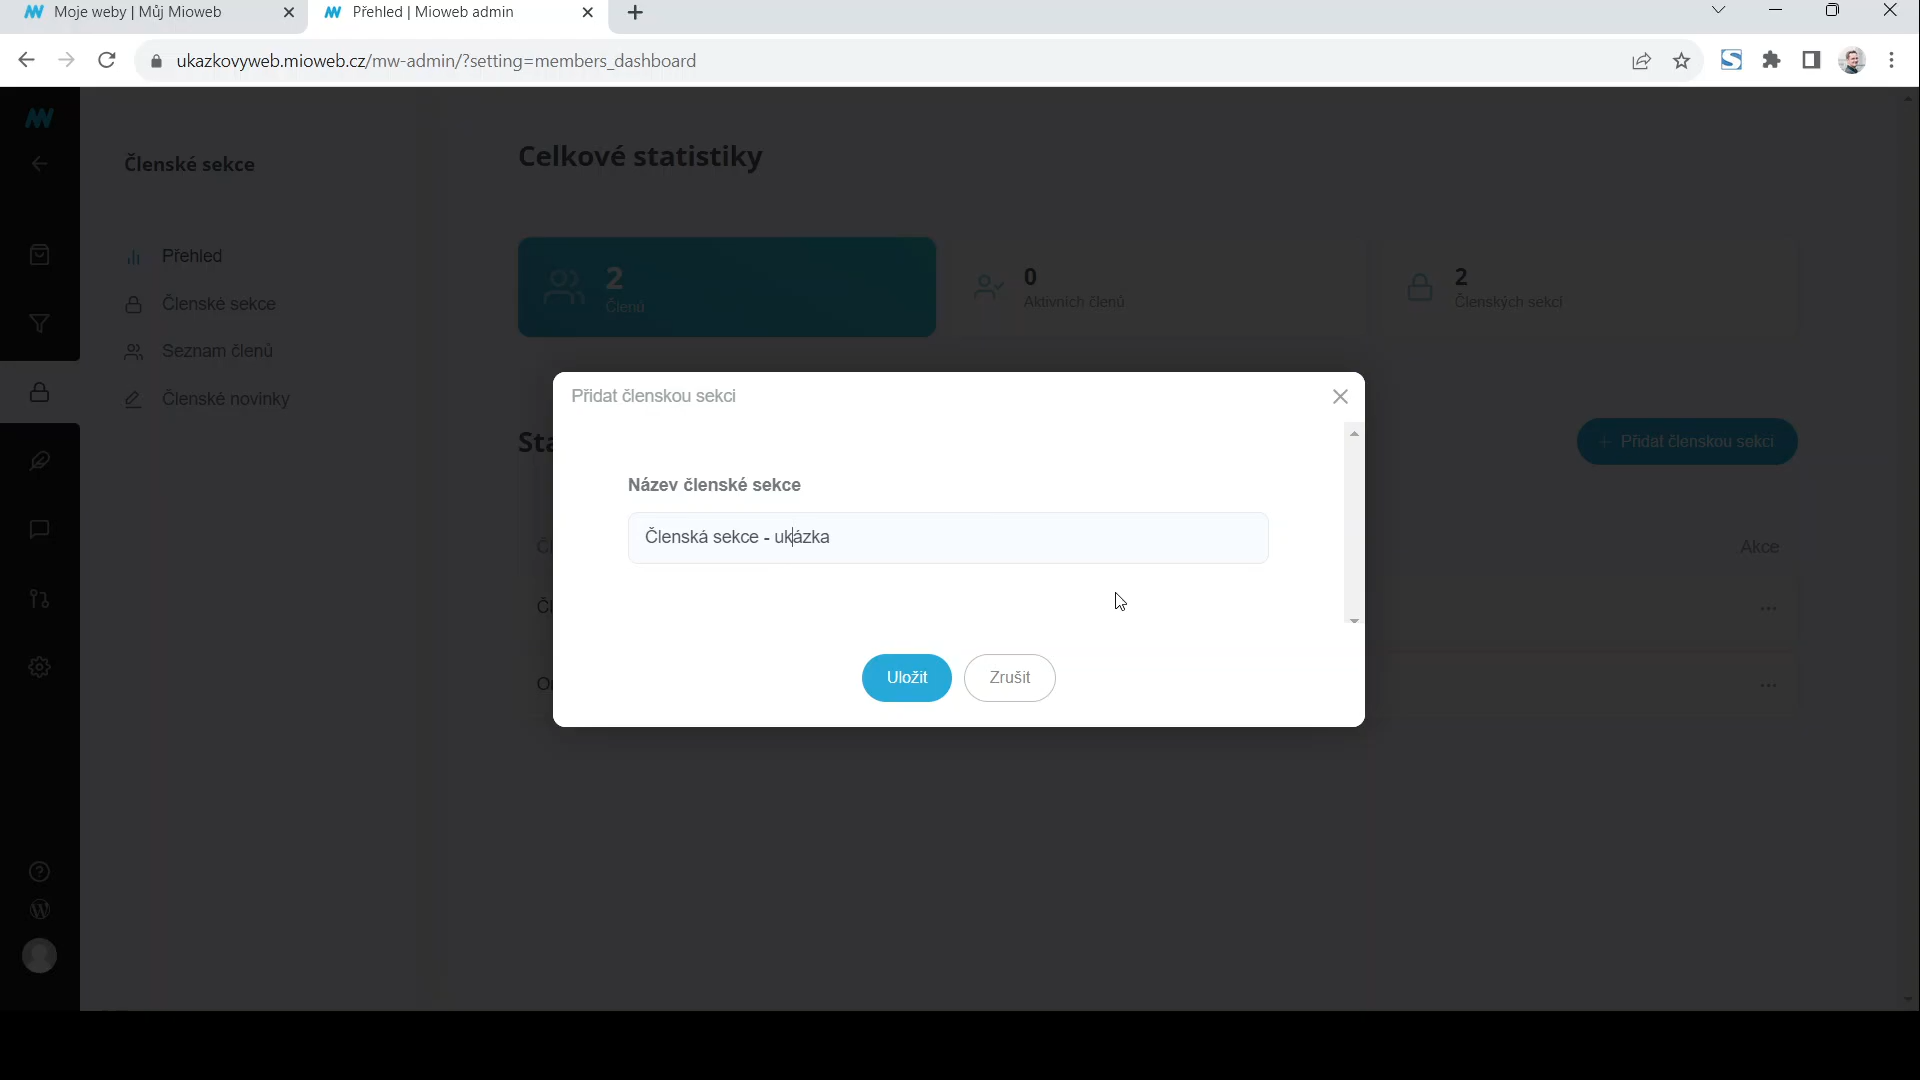 Moje weby | Můj Mioweb
Přehled | Mioweb admin
ukazkovyweb.mioweb.cz/mw-admin/?setting=members_dashboard
Členské sekce
Přehled
Členské sekce
Seznam členů
Členské novinky
Celkové statistiky
2
Členů
0
Aktivních členů
2
Členských sekcí
Přidat členskou sekci
Název členské sekce
Členská sekce - ukázka
Uložit
Zrušit
+ Přidat členskou sekci
Akce